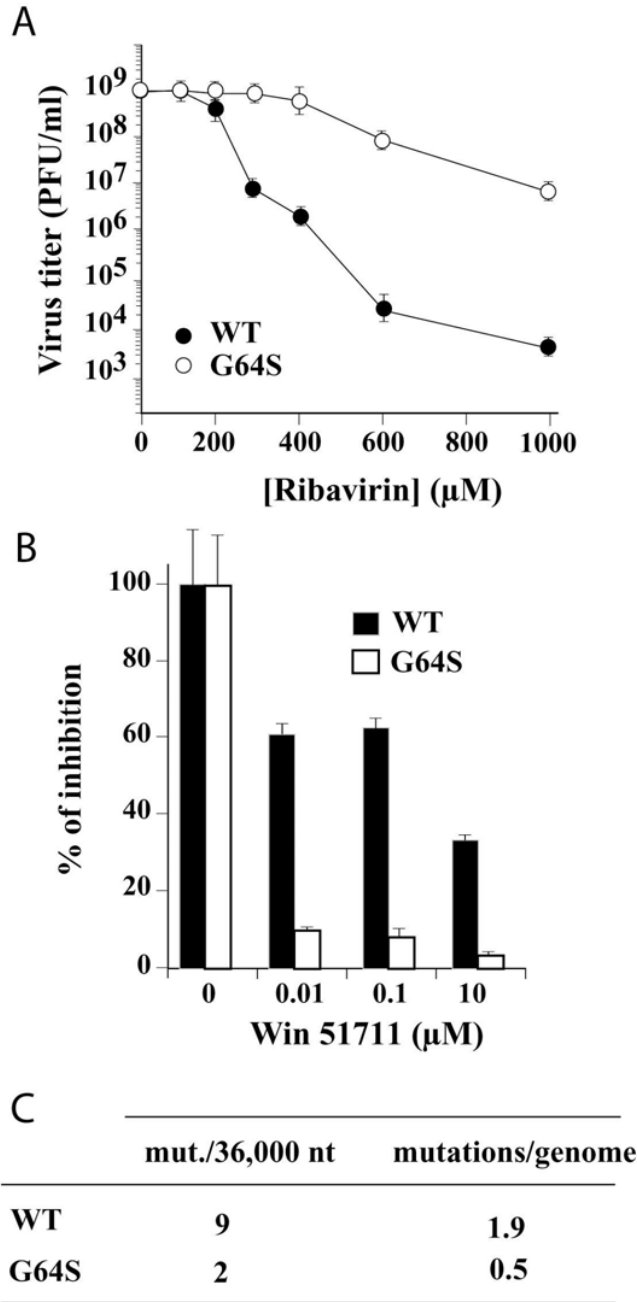 A
10⁹
10⁸
10⁷
10⁶
10⁵
10⁴
10³
Virus titer (PFU/ml)
WT
G64S
0 200 400 600 800 1000
[Ribavirin] (μM)
B
100
80
60
40
20
0
% of inhibition
WT
G64S
0 0.01 0.1 10
Win 51711 (μM)
C
mut./36,000 nt mutations/genome
WT 9 1.9
G64S 2 0.5